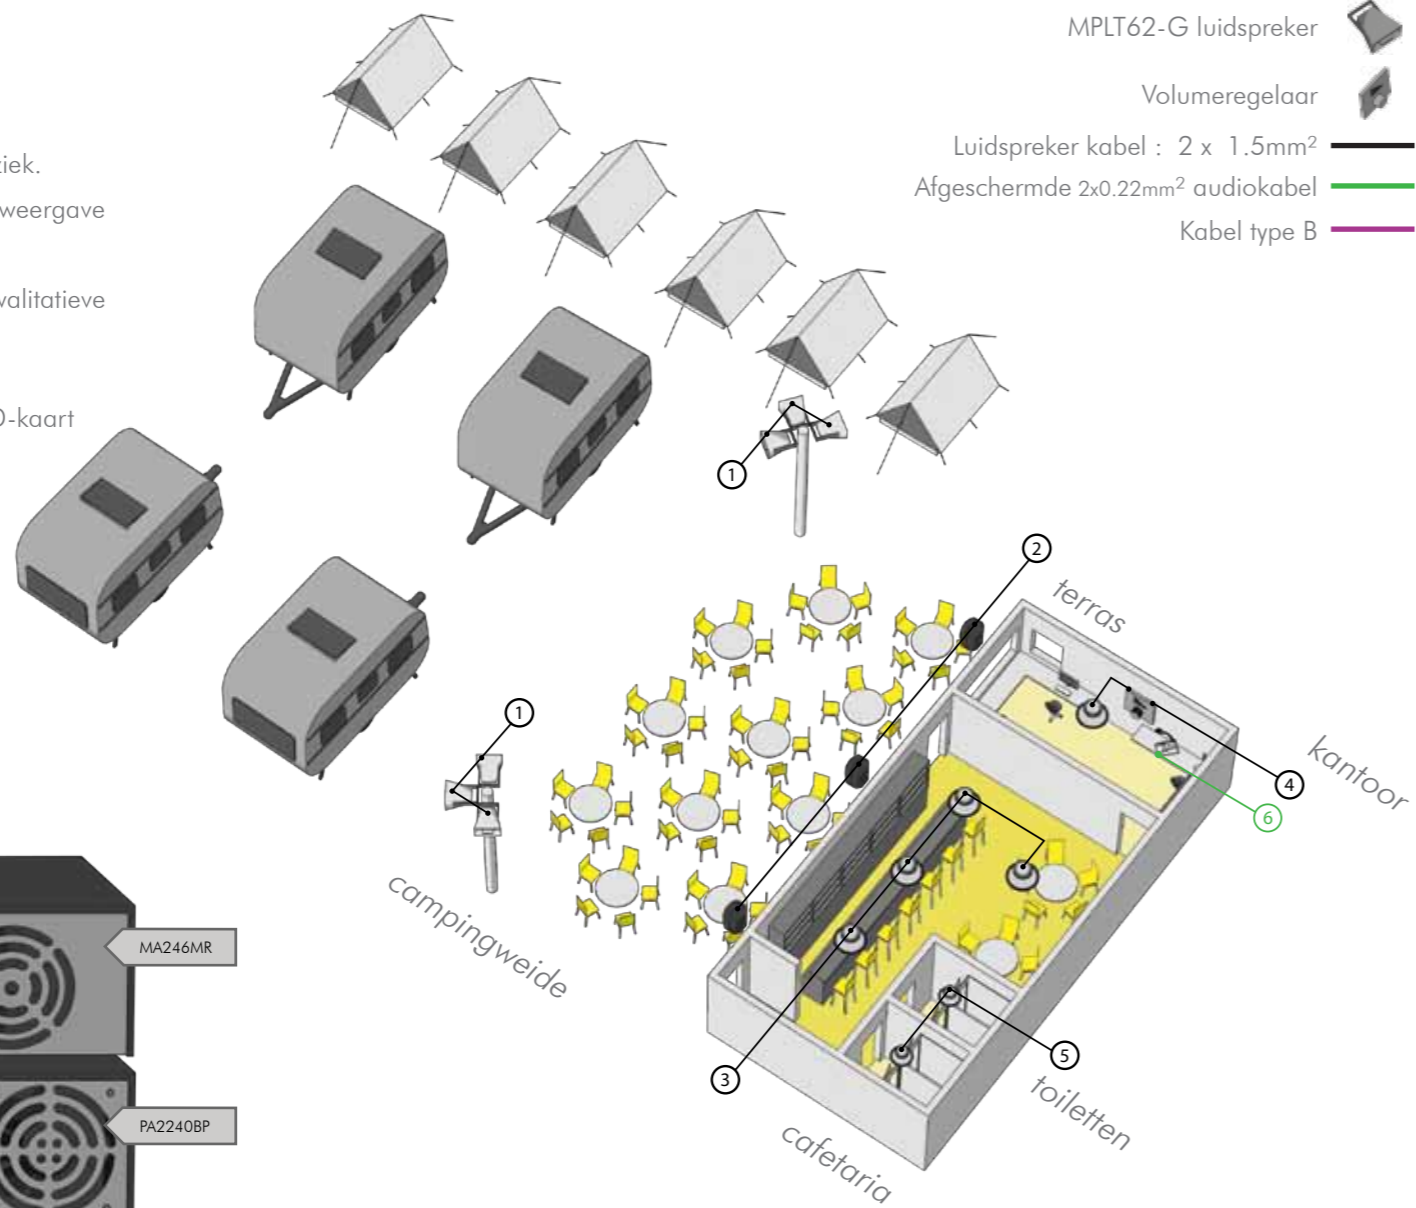 MPLT62-G luidspreker
Volumeregelaar
Luidspreker kabel : 2 x 1.5mm²
Afgeschermde 2x0.22mm² audiokabel
Kabel type B
ziek.
weergave
walitatieve
D-kaart
1
2
terras
1
4
kantoor
6
campingweide
MA246MR
5
3
toiletten
PA2240BP
cafetaria